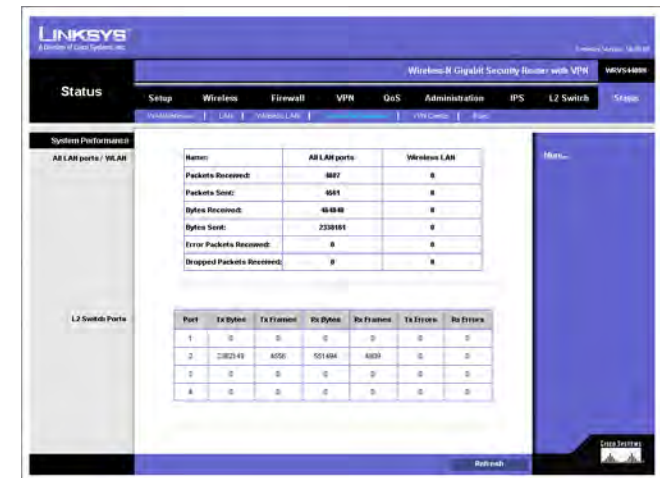 LINKSYS
A Division of Cisco Systems, Inc.
Wireless-N Gigabit Security Router with VPN
Status
Setup Wireless Firewall VPN QoS Administration IPS L2 Switch Status
LAN | Wireless LAN
System Performance
All LAN ports / WLAN
More...
Name: All LAN ports Wireless LAN
Packets Received: 0
Packets Sent: 0
Bytes Received: 0
Bytes Sent: 0
Error Packets Received: 0 0
Dropped Packets Received: 0 0
L2 Switch Ports
Port Tx Bytes Tx Frames Rx Bytes Rx Frames Tx Errors Rx Errors
1 0 0 0 0 0 0
2 0 0
3 0 0 0 0 0 0
4 0 0 0 0 0 0
Refresh
Cisco Systems